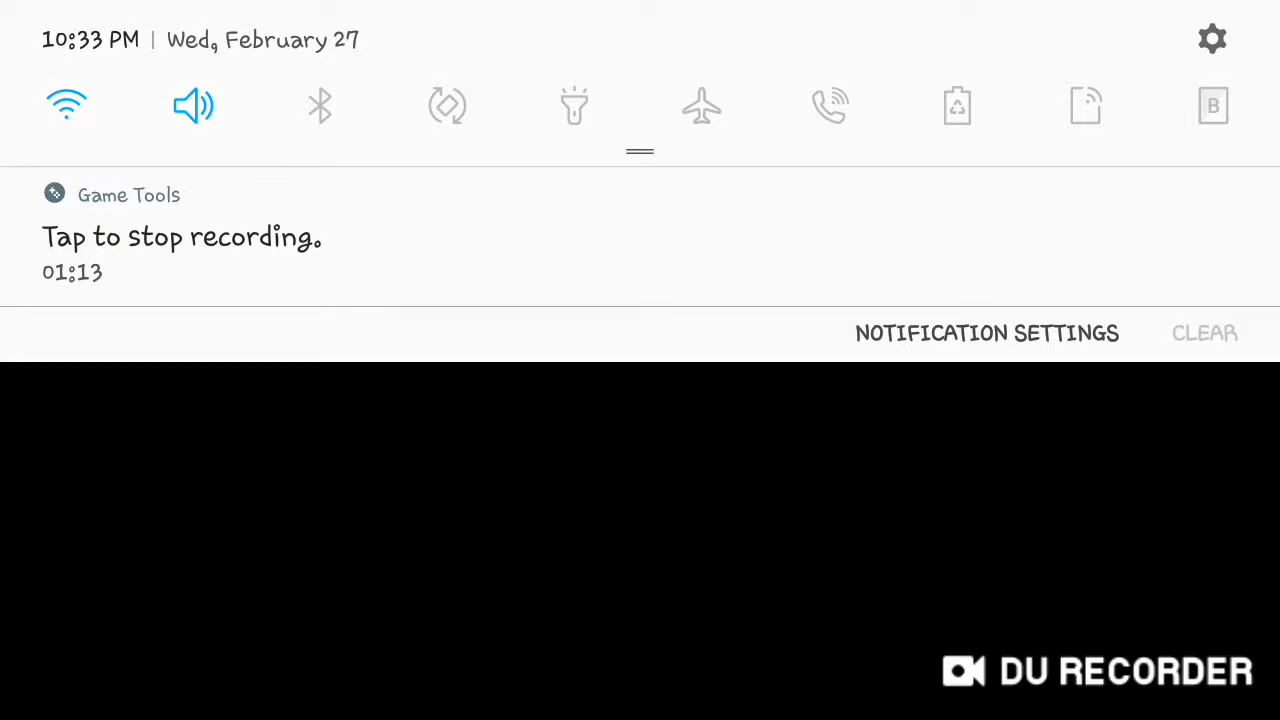 10:33 PM | Wed, February 27
B
Game Tools
Tap to stop recording.
01:13
NOTIFICATION SETTINGS CLEAR
DU RECORDER